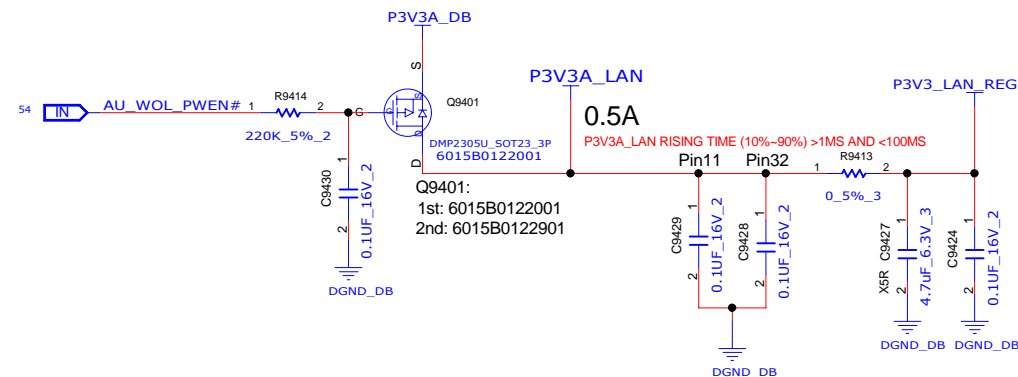 P3V3A_DB
S
54
IN
AU_WOL_PWEN#
1
R9414
2
220K_5%_2
G
G
S
D
Q9401
DMP2305U_SOT23_3P
6015B0122001
D
Q9401:
1st: 6015B0122001
2nd: 6015B0122901
1
C9430
2
0.1UF_16V_2
DGND_DB
P3V3A_LAN
0.5A
P3V3A_LAN RISING TIME (10%~90%) >1MS AND <100MS
Pin11
Pin32
1
R9413
2
0_5%_3
P3V3_LAN_REG
1
C9429
2
0.1UF_16V_2
1
C9428
2
0.1UF_16V_2
DGND_DB
1
X5R
C9427
2
4.7uF_6.3V_3
DGND_DB
1
C9424
2
0.1UF_16V_2
DGND_DB